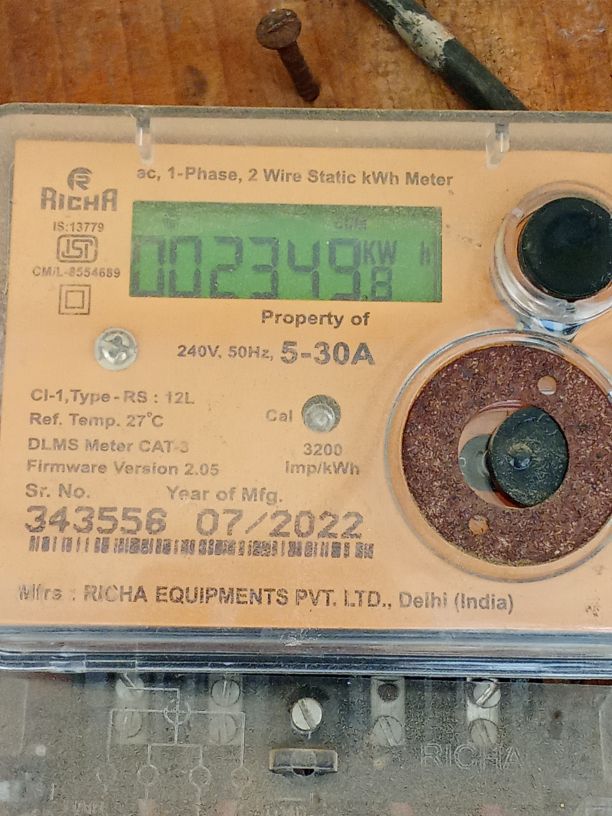 RICHA
IS:13779
ISI
CM/L-8554689
ac, 1-Phase, 2 Wire Static kWh Meter
CUM
002349.8 KW h
Property of
240V, 50Hz, 5-30A
Cl-1,Type - RS : 12L
Ref. Temp. 27°C
DLMS Meter CAT-3
Firmware Version 2.05
Cal
3200
imp/kWh
Sr. No. Year of Mfg.
343556 07/2022
Mfrs : RICHA EQUIPMENTS PVT. LTD., Delhi (India)
RICHA